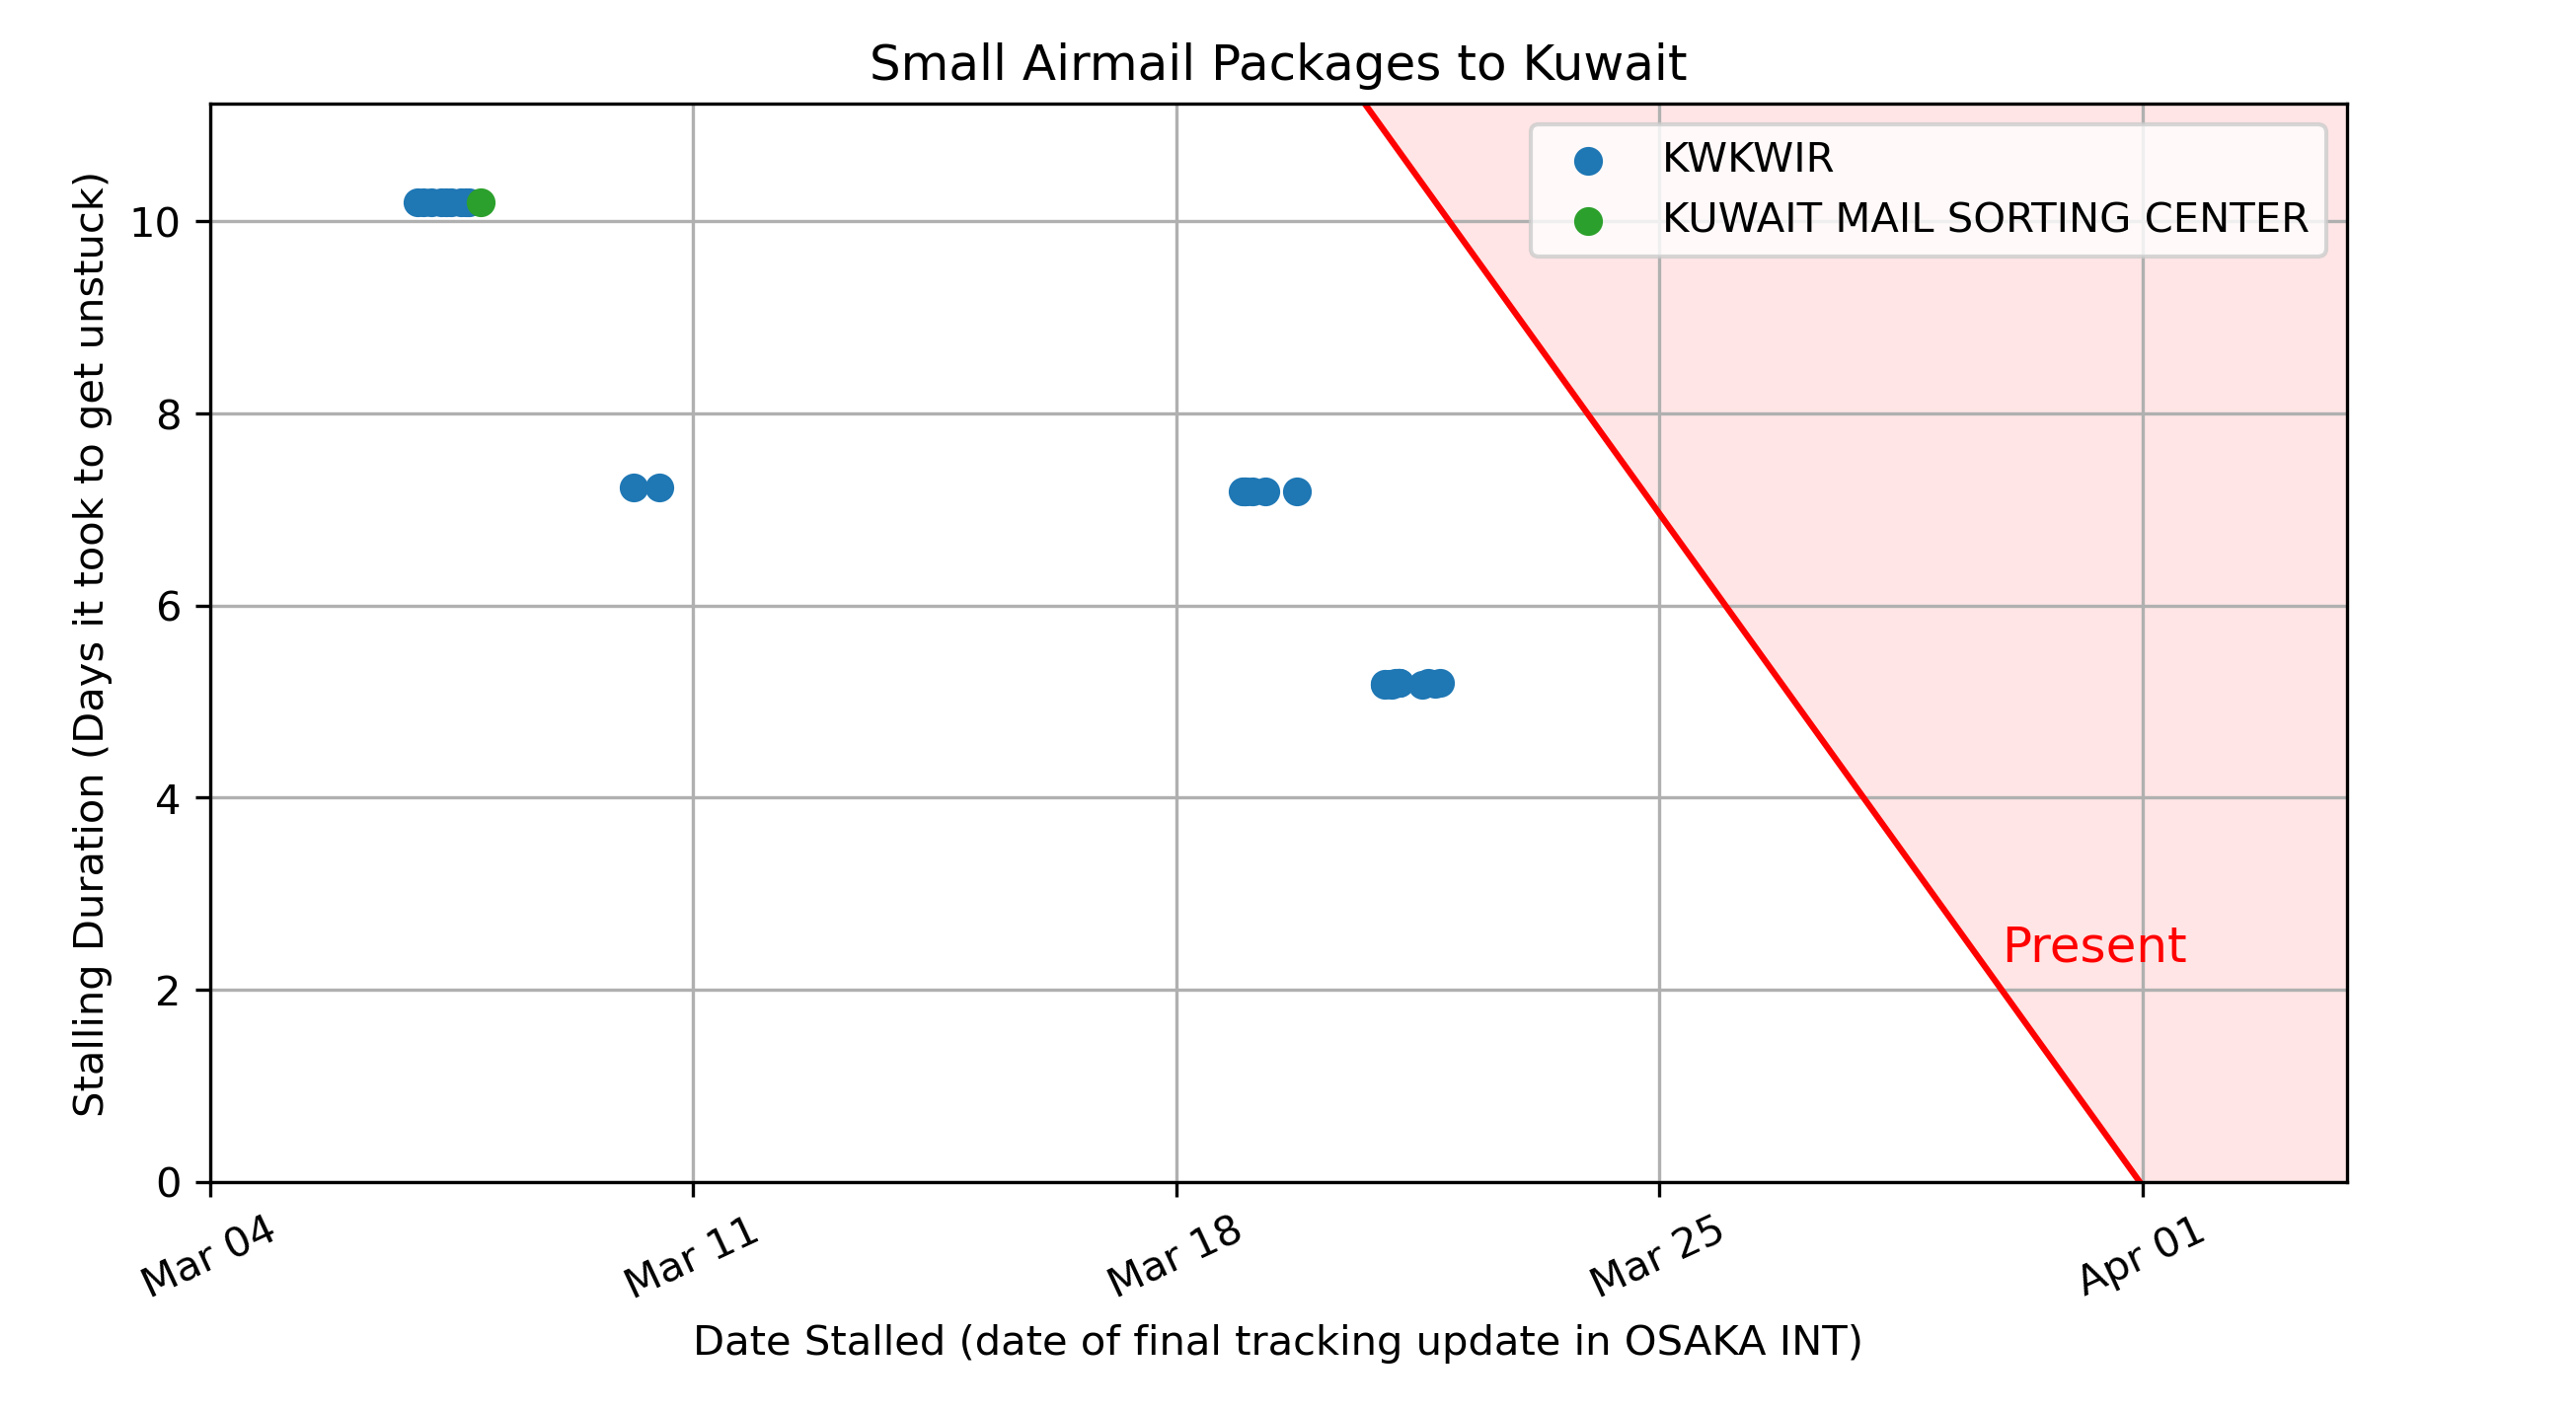 Small Airmail Packages to Kuwait
KWKWIR
KUWAIT MAIL SORTING CENTER
Stalling Duration (Days it took to get unstuck)
10
8
6
4
2
0
Present
Mar 04
Mar 11
Mar 18
Mar 25
Apr 01
Date Stalled (date of final tracking update in OSAKA INT)